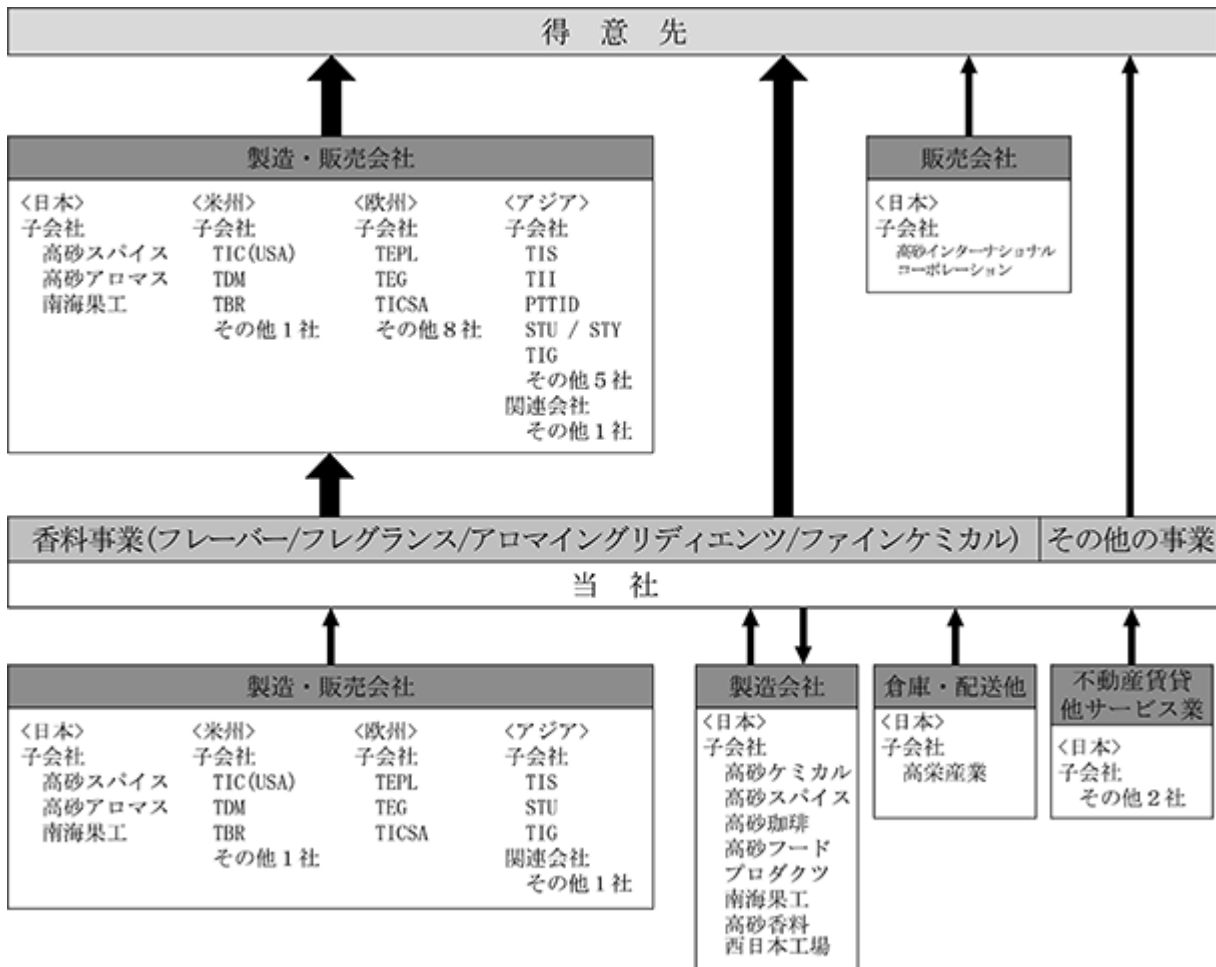 得 意 先
製造・販売会社
〈日本〉
子会社
高砂スパイス
高砂アロマス
南海果工
〈米州〉
子会社
TIC(USA)
TDM
TBR
その他1社
〈欧州〉
子会社
TEPL
TEG
TICSA
その他8社
〈アジア〉
子会社
TIS
TII
PTTID
STU / STY
TIG
その他5社
関連会社
その他1社
販売会社
〈日本〉
子会社
高砂インターナショナル
コーポレーション
香料事業(フレーバー/フレグランス/アロマイングリディエンツ/ファインケミカル)
その他の事業
当 社
製造・販売会社
〈日本〉
子会社
高砂スパイス
高砂アロマス
南海果工
〈米州〉
子会社
TIC(USA)
TDM
TBR
その他1社
〈欧州〉
子会社
TEPL
TEG
TICSA
〈アジア〉
子会社
TIS
STU
TIG
関連会社
その他1社
製造会社
〈日本〉
子会社
高砂ケミカル
高砂スパイス
高砂珈琲
高砂フード
プロダクツ
南海果工
高砂香料
西日本工場
倉庫・配送他
〈日本〉
子会社
高栄産業
不動産賃貸
他サービス業
〈日本〉
子会社
その他2社